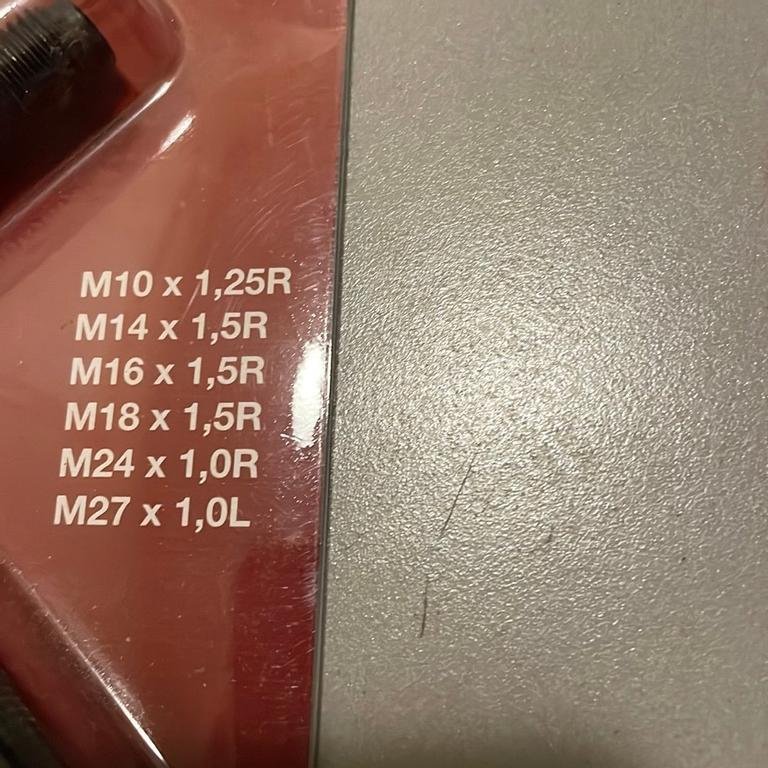 M10 x 1,25R
M14 x 1,5R
M16 x 1,5R
M18 x 1,5R
M24 x 1,0R
M27 x 1,0L